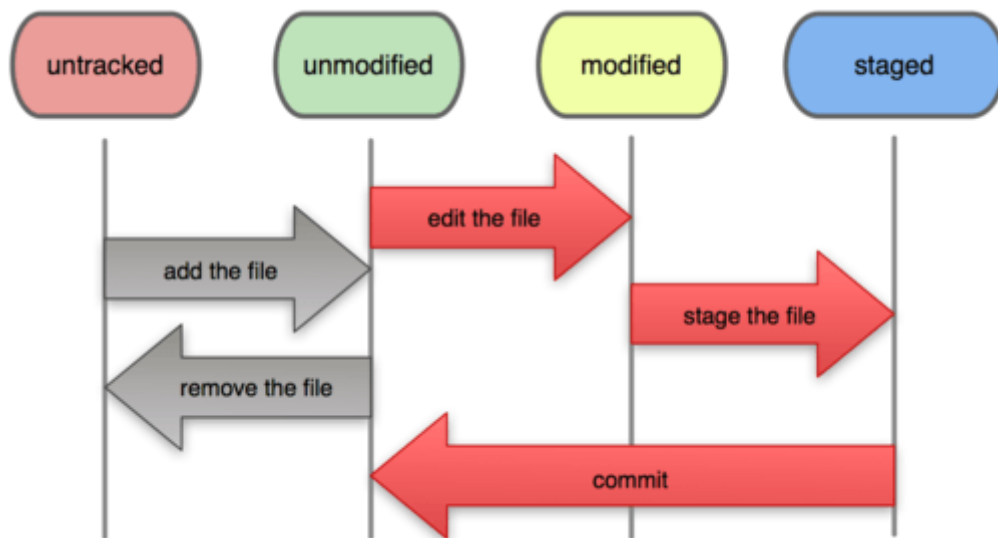 untracked
unmodified
modified
staged
edit the file
add the file
stage the file
remove the file
commit